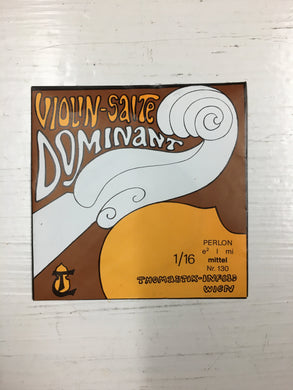 VIOLIN-SAITE
DOMINANT
PERLON
e² I mi
1/16 mittel
Nr. 130
THOMASTIK-INFELD
WIEN